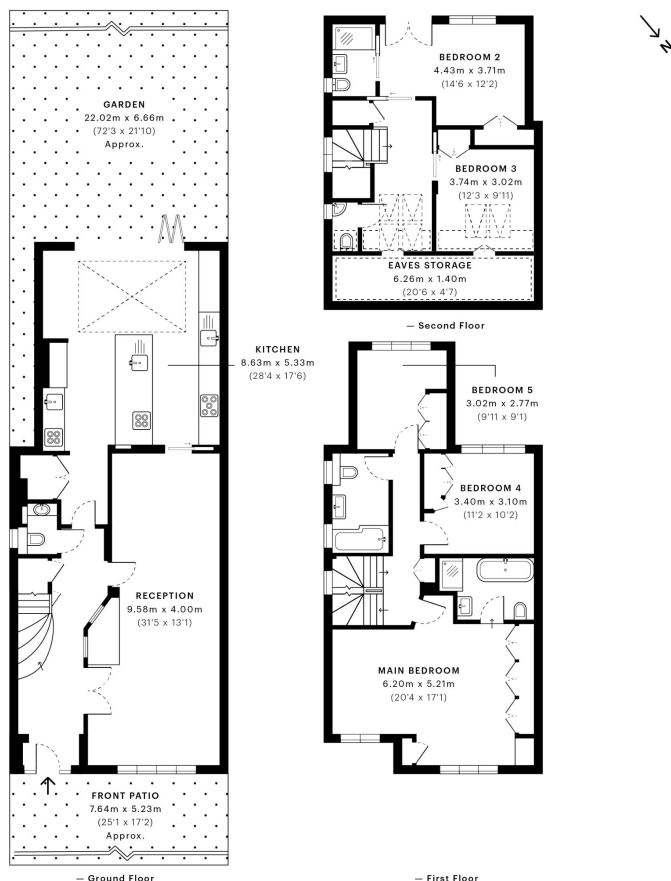 GARDEN
22.02m x 6.66m
(72'3 x 21'10)
Approx.
KITCHEN
8.63m x 5.33m
(28'4 x 17'6)
RECEPTION
9.58m x 4.00m
(31'5 x 13'1)
FRONT PATIO
7.64m x 5.23m
(25'1 x 17'2)
Approx.
— Ground Floor
N
BEDROOM 2
4.43m x 3.71m
(14'6 x 12'2)
BEDROOM 3
3.74m x 3.02m
(12'3 x 9'11)
EAVES STORAGE
6.26m x 1.40m
(20'6 x 4'7)
— Second Floor
BEDROOM 5
3.02m x 2.77m
(9'11 x 9'1)
BEDROOM 4
3.40m x 3.10m
(11'2 x 10'2)
MAIN BEDROOM
6.20m x 5.21m
(20'4 x 17'1)
— First Floor